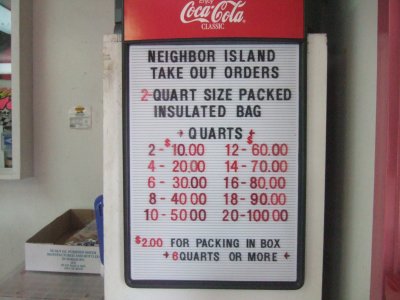 Enjoy
Coca-Cola
CLASSIC
NEIGHBOR ISLAND
TAKE OUT ORDERS
2-QUART SIZE PACKED
INSULATED BAG
QUARTS
2 - $10.00 12 - 60.00
4 - 20.00 14 - 70.00
6 - 30.00 16 - 80.00
8 - 40.00 18 - 90.00
10 - 50.00 20 - 100.00
$2.00 FOR PACKING IN BOX
6QUARTS OR MORE